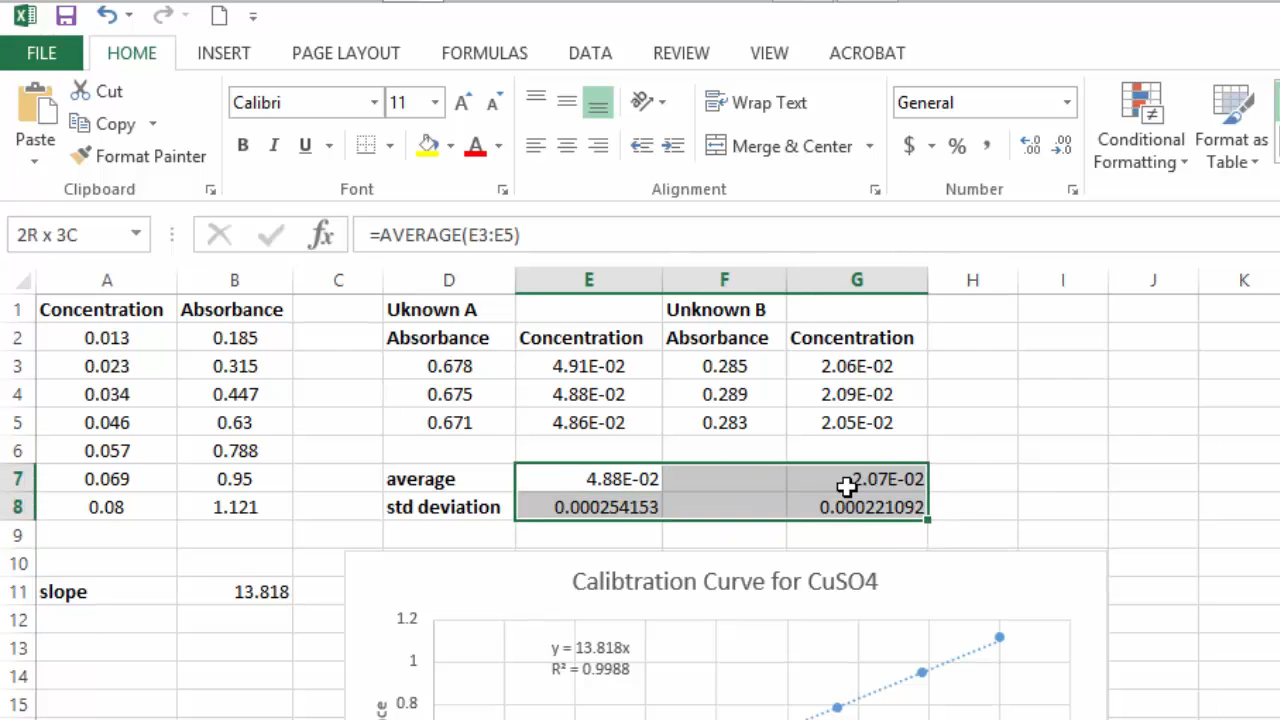 FILE HOME INSERT PAGE LAYOUT FORMULAS DATA REVIEW VIEW ACROBAT
Cut
Copy
Format Painter
Paste
Clipboard
Calibri 11
B I U
Font
Wrap Text
Merge & Center
Alignment
General
$ % ,
Number
Conditional
Formatting
Format as
Table
2R x 3C fx =AVERAGE(E3:E5)
A B C D E F G H I J K
1 Concentration Absorbance Uknown A Unknown B
2 0.013 0.185 Absorbance Concentration Absorbance Concentration
3 0.023 0.315 0.678 4.91E-02 0.285 2.06E-02
4 0.034 0.447 0.675 4.88E-02 0.289 2.09E-02
5 0.046 0.63 0.671 4.86E-02 0.283 2.05E-02
6 0.057 0.788
7 0.069 0.95 average 4.88E-02 2.07E-02
8 0.08 1.121 std deviation 0.000254153 0.000221092
9
10
11 slope 13.818
12
13
14
15
Calibtration Curve for CuSO4
1.2
1
0.8
y = 13.818x
R² = 0.9988